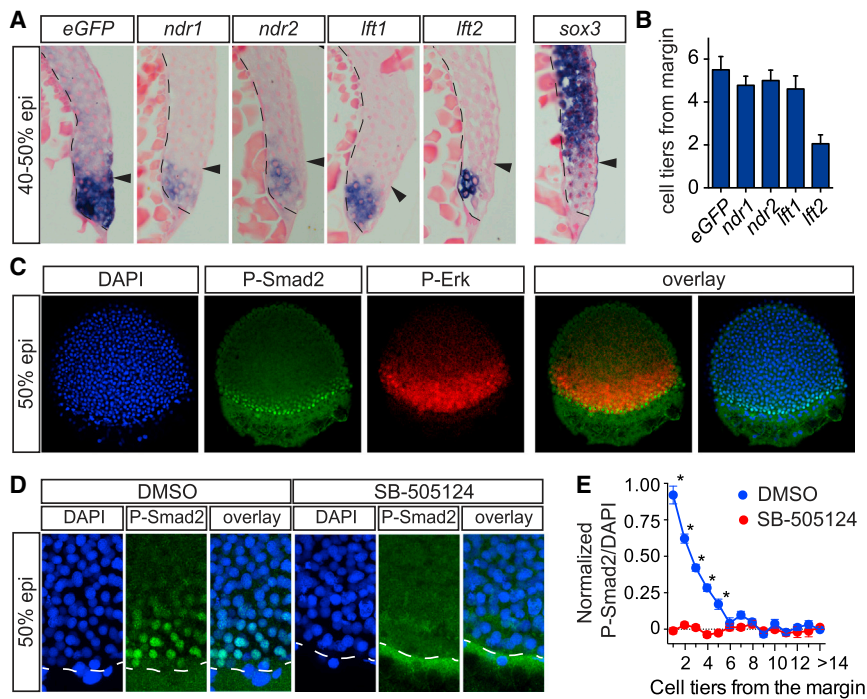 A
eGFP ndr1 ndr2 lft1 lft2 sox3
40-50% epi
B
cell tiers from margin
6
4
2
0
eGFP ndr1 ndr2 lft1 lft2
C
DAPI P-Smad2 P-Erk overlay
50% epi
D
DMSO SB-505124
DAPI P-Smad2 overlay DAPI P-Smad2 overlay
50% epi
E
Normalized
P-Smad2/DAPI
1.00
0.75
0.50
0.25
0
* * * * *
DMSO
SB-505124
2 4 6 8 10 12 >14
Cell tiers from the margin